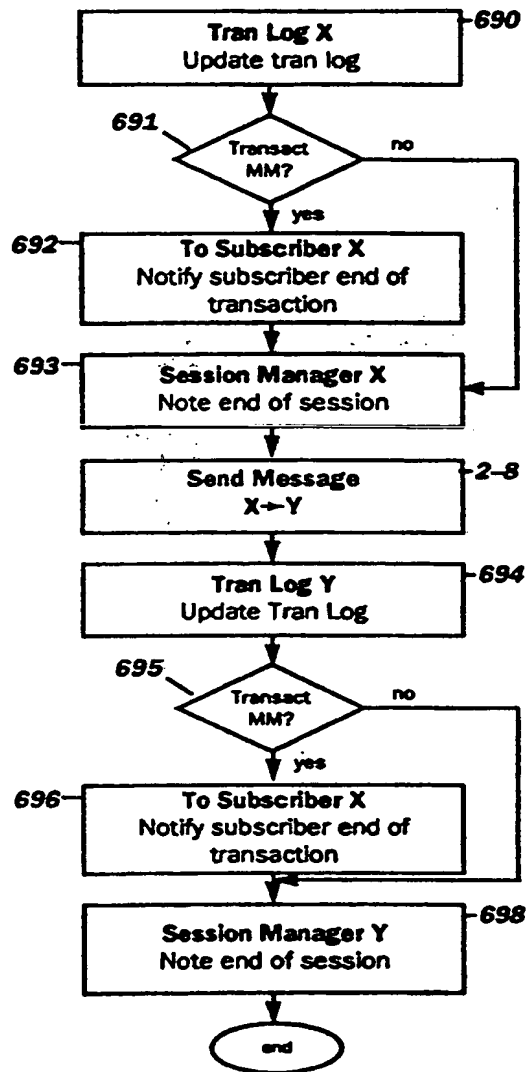 690
Tran Log X
Update tran log
691
Transact
MM?
no
yes
692
To Subscriber X
Notify subscriber end of
transaction
693
Session Manager X
Note end of session
Send Message
X→Y
2-8
Tran Log Y
Update Tran Log
694
695
Transact
MM?
no
yes
696
To Subscriber X
Notify subscriber end of
transaction
698
Session Manager Y
Note end of session
end